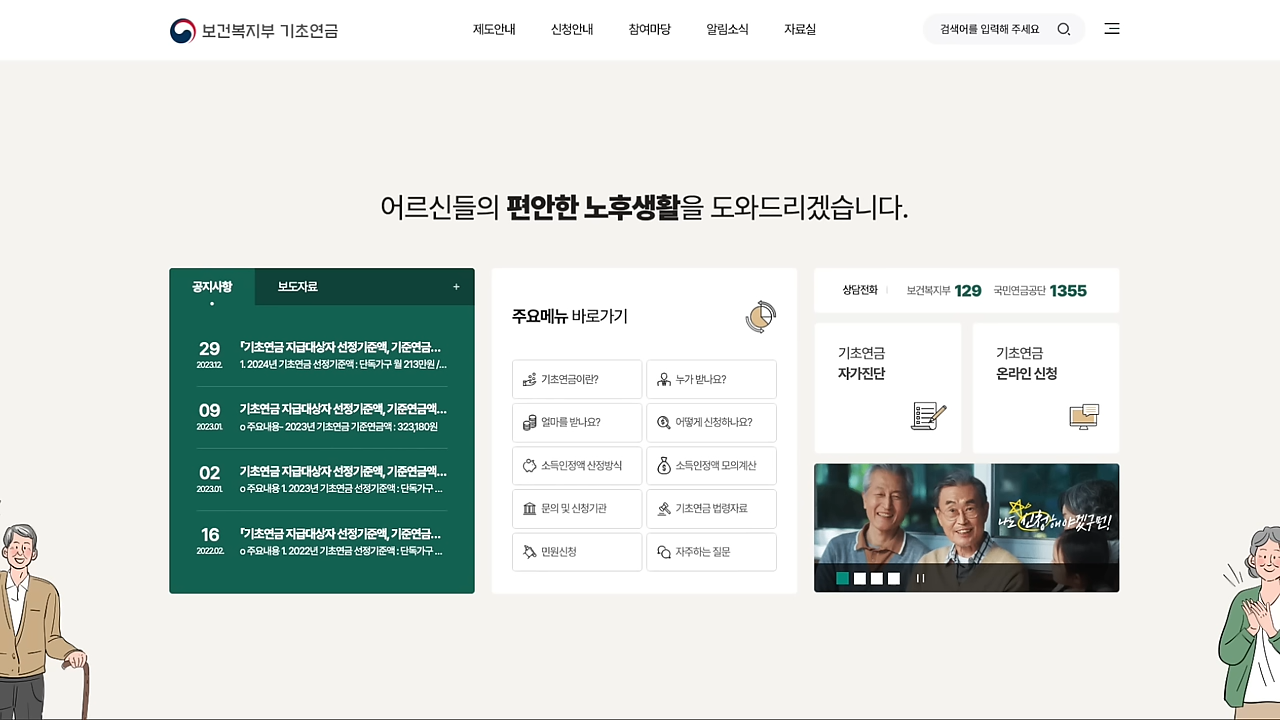 보건복지부 기초연금
제도안내 신청안내 참여마당 알림소식 자료실
검색어를 입력해 주세요
어르신들의 편안한 노후생활을 도와드리겠습니다.
공지사항 보도자료 +
29
2023.12.
『기초연금 지급대상자 선정기준액, 기준연금...
1. 2024년 기초연금 선정기준액 : 단독가구 월 213만원 /...
09
2023.01.
기초연금 지급대상자 선정기준액, 기준연금액...
o 주요내용- 2023년 기초연금 기준연금액 : 323,180원
02
2023.01.
기초연금 지급대상자 선정기준액, 기준연금액...
o 주요내용 1. 2023년 기초연금 선정기준액 : 단독가구 ...
16
2022.02.
『기초연금 지급대상자 선정기준액, 기준연금...
o 주요내용 1. 2022년 기초연금 선정기준액 : 단독가구 ...
주요메뉴 바로가기
기초연금이란? 누가 받나요?
얼마를 받나요? 어떻게 신청하나요?
소득인정액 산정방식 소득인정액 모의계산
문의 및 신청기관 기초연금 법령자료
민원신청 자주하는 질문
상담전화 보건복지부 129 국민연금공단 1355
기초연금
자가진단
기초연금
온라인 신청
나도 신청해야겠구먼!